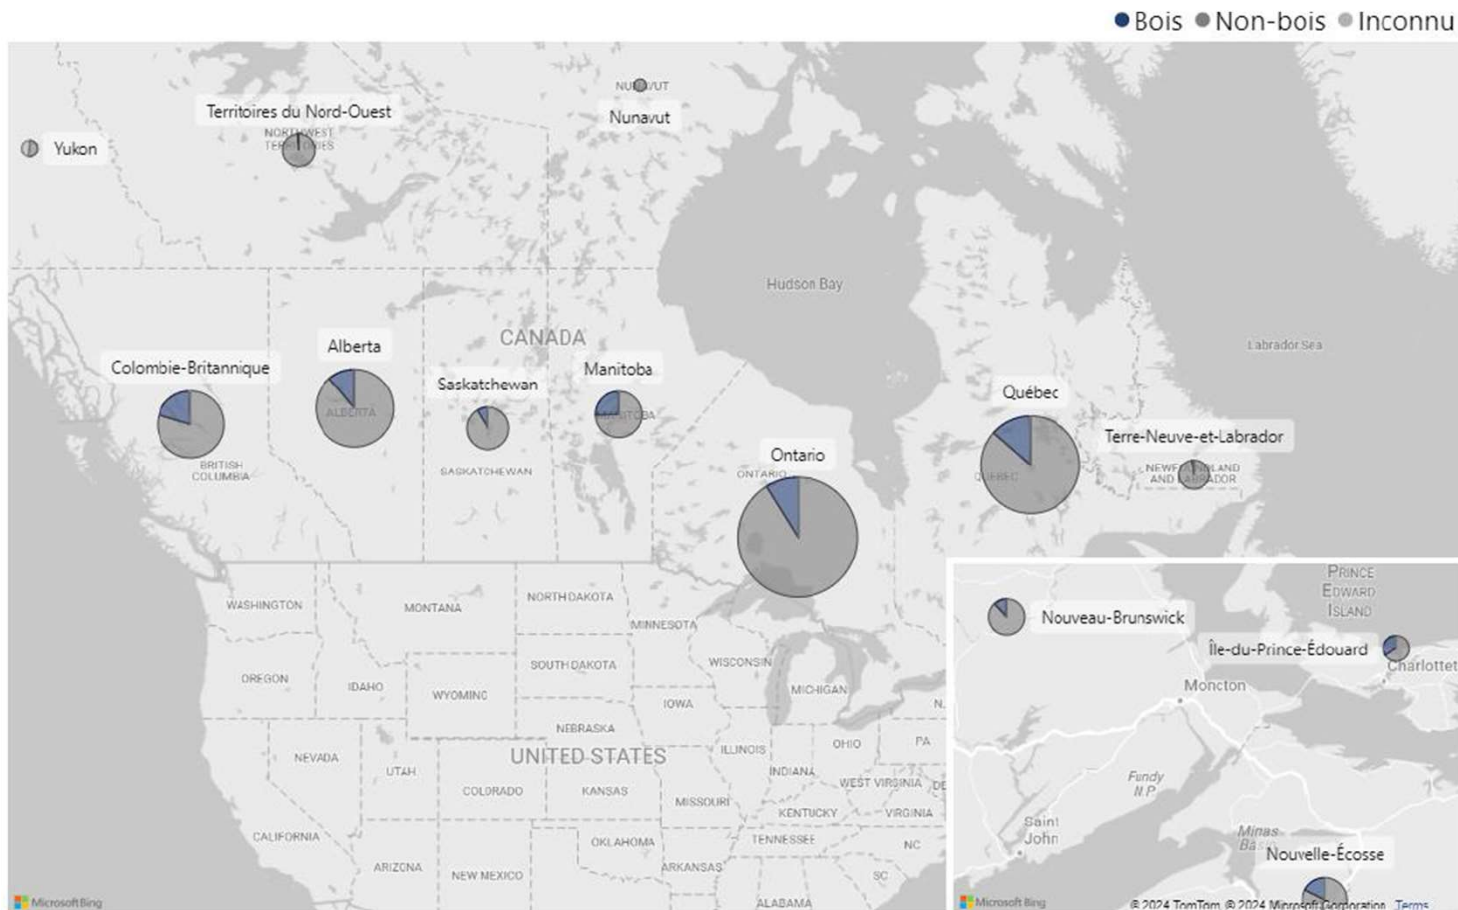 Bois Non-bois Inconnu
Territoires du Nord-Ouest
NORTHWEST
TERRITORIES
Yukon
NUNAVUT
Nunavut
Hudson Bay
Labrador Sea
CANADA
Colombie-Britannique
BRITISH
COLUMBIA
Alberta
ALBERTA
Saskatchewan
SASKATCHEWAN
Manitoba
MANITOBA
Ontario
ONTARIO
Québec
QUEBEC
Terre-Neuve-et-Labrador
NEWFOUNDLAND
AND LABRADOR
WASHINGTON
MONTANA
NORTH DAKOTA
MINNESOTA
OREGON
IDAHO
WYOMING
SOUTH DAKOTA
WISCONSIN
MICHIGAN
NEBRASKA
IOWA
N.
NEVADA
UTAH
UNITED STATES
ILLINOIS
INDIANA
OHIO
PA
COLORADO
KANSAS
MISSOURI
WEST VIRGINIA
DE
KENTUCKY
VIRGINIA
CALIFORNIA
ARIZONA
NEW MEXICO
OKLAHOMA
ARKANSAS
TENNESSEE
NC
SC
ALABAMA
Microsoft Bing
PRINCE
EDWARD
ISLAND
Nouveau-Brunswick
Île-du-Prince-Édouard
Charlottet
Moncton
Fundy
N.P.
Saint
John
Minas
Basin
Nouvelle-Écosse
Microsoft Bing
© 2024 TomTom, © 2024 Microsoft Corporation Terms